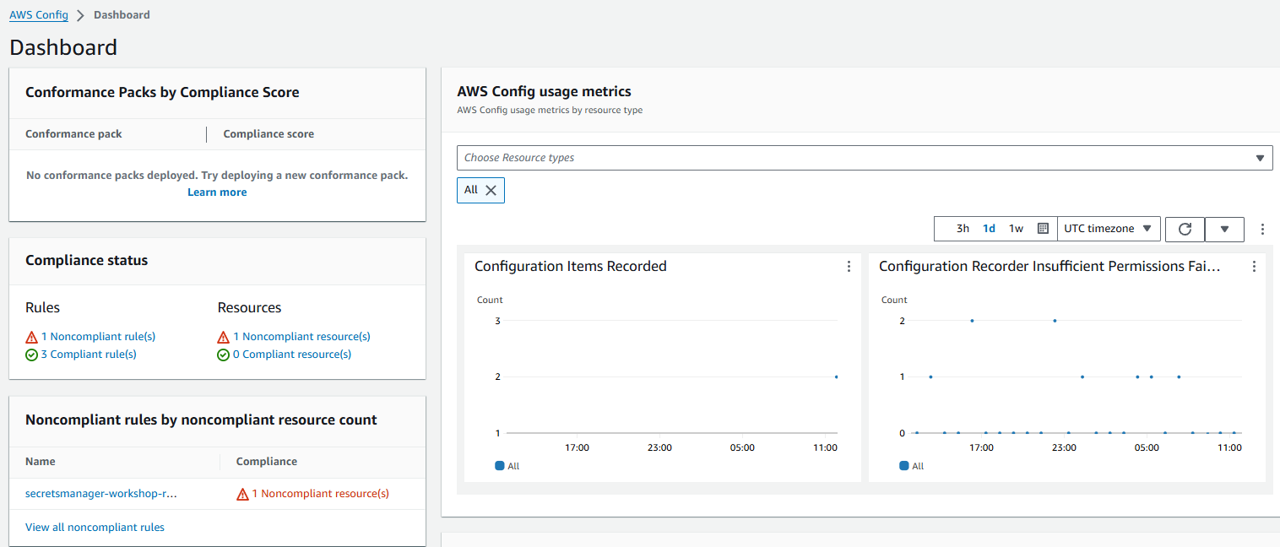 AWS Config > Dashboard
Dashboard
Conformance Packs by Compliance Score
Conformance pack Compliance score
No conformance packs deployed. Try deploying a new conformance pack.
Learn more
Compliance status
Rules Resources
1 Noncompliant rule(s) 1 Noncompliant resource(s)
3 Compliant rule(s) 0 Compliant resource(s)
Noncompliant rules by noncompliant resource count
Name Compliance
secretsmanager-workshop-r... 1 Noncompliant resource(s)
View all noncompliant rules
AWS Config usage metrics
AWS Config usage metrics by resource type
Choose Resource types
All
3h 1d 1w UTC timezone
Configuration Items Recorded
Count
3
2
1
17:00 23:00 05:00 11:00
All
Configuration Recorder Insufficient Permissions Fai...
Count
2
1
0
17:00 23:00 05:00 11:00
All